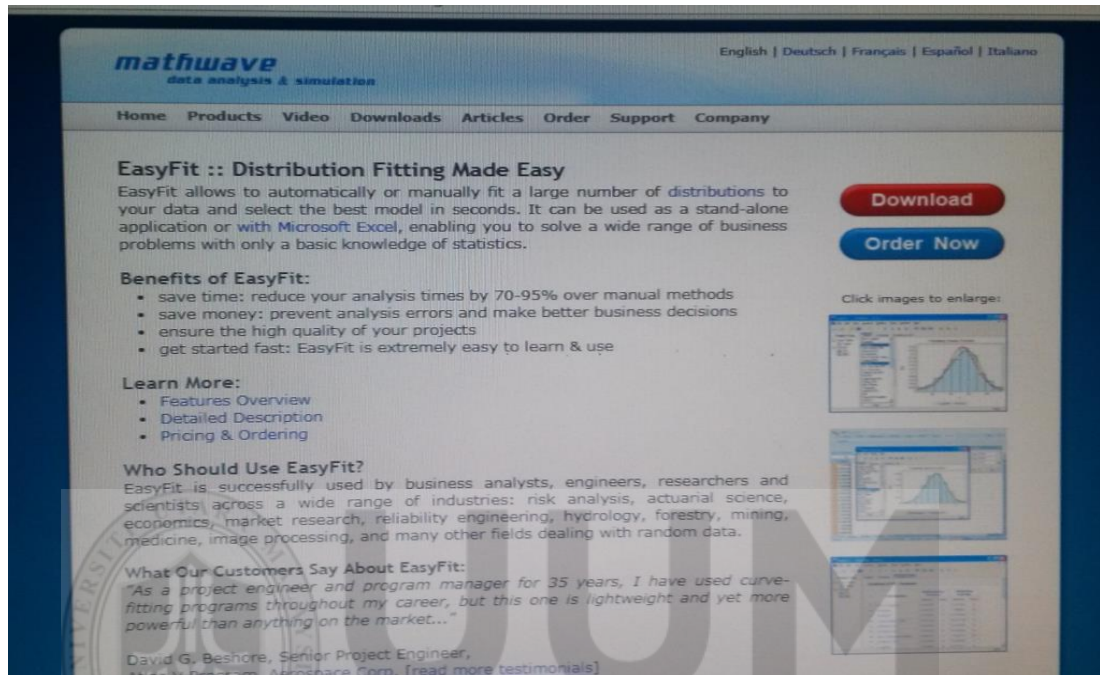 mathwave
data analysis & simulation
English | Deutsch | Français | Español | Italiano
Home Products Video Downloads Articles Order Support Company
EasyFit :: Distribution Fitting Made Easy
EasyFit allows to automatically or manually fit a large number of distributions to
your data and select the best model in seconds. It can be used as a stand-alone
application or with Microsoft Excel, enabling you to solve a wide range of business
problems with only a basic knowledge of statistics.
Download
Order Now
Benefits of EasyFit:
• save time: reduce your analysis times by 70-95% over manual methods
• save money: prevent analysis errors and make better business decisions
• ensure the high quality of your projects
• get started fast: EasyFit is extremely easy to learn & use
Click images to enlarge:
Learn More:
• Features Overview
• Detailed Description
• Pricing & Ordering
Who Should Use EasyFit?
EasyFit is successfully used by business analysts, engineers, researchers and
scientists across a wide range of industries: risk analysis, actuarial science,
economics, market research, reliability engineering, hydrology, forestry, mining,
medicine, image processing, and many other fields dealing with random data.
What Our Customers Say About EasyFit:
"As a project engineer and program manager for 35 years, I have used curve-
fitting programs throughout my career, but this one is lightweight and yet more
powerful than anything on the market..."
David G. Beshore, Senior Project Engineer,
Program, Aerospace Corp. [read more testimonials]
UUM